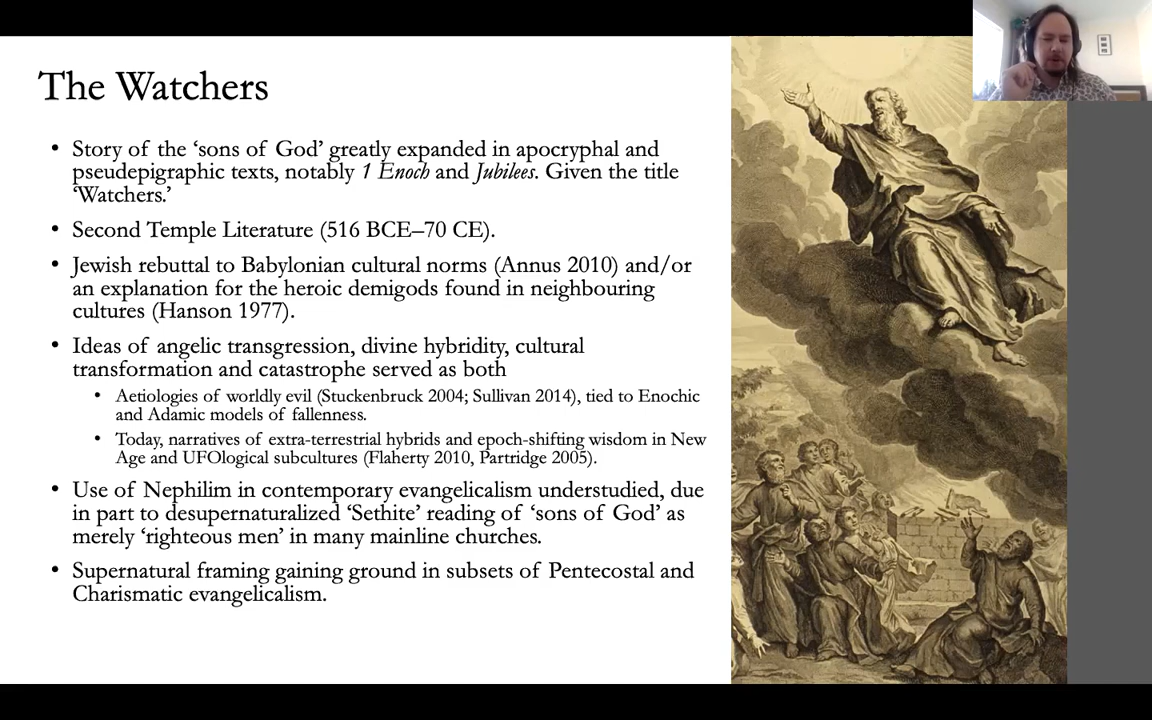 The Watchers
• Story of the ‘sons of God’ greatly expanded in apocryphal and
pseudepigraphic texts, notably 1 Enoch and Jubilees. Given the title
‘Watchers.’
• Second Temple Literature (516 BCE–70 CE).
• Jewish rebuttal to Babylonian cultural norms (Annus 2010) and/or
an explanation for the heroic demigods found in neighbouring
cultures (Hanson 1977).
• Ideas of angelic transgression, divine hybridity, cultural
transformation and catastrophe served as both
• Aetiologies of worldly evil (Stuckenbruck 2004; Sullivan 2014), tied to Enochic
and Adamic models of fallenness.
• Today, narratives of extra-terrestrial hybrids and epoch-shifting wisdom in New
Age and UFOlogical subcultures (Flaherty 2010, Partridge 2005).
• Use of Nephilim in contemporary evangelicalism understudied, due
in part to desupernaturalized ‘Sethite’ reading of ‘sons of God’ as
merely ‘righteous men’ in many mainline churches.
• Supernatural framing gaining ground in subsets of Pentecostal and
Charismatic evangelicalism.